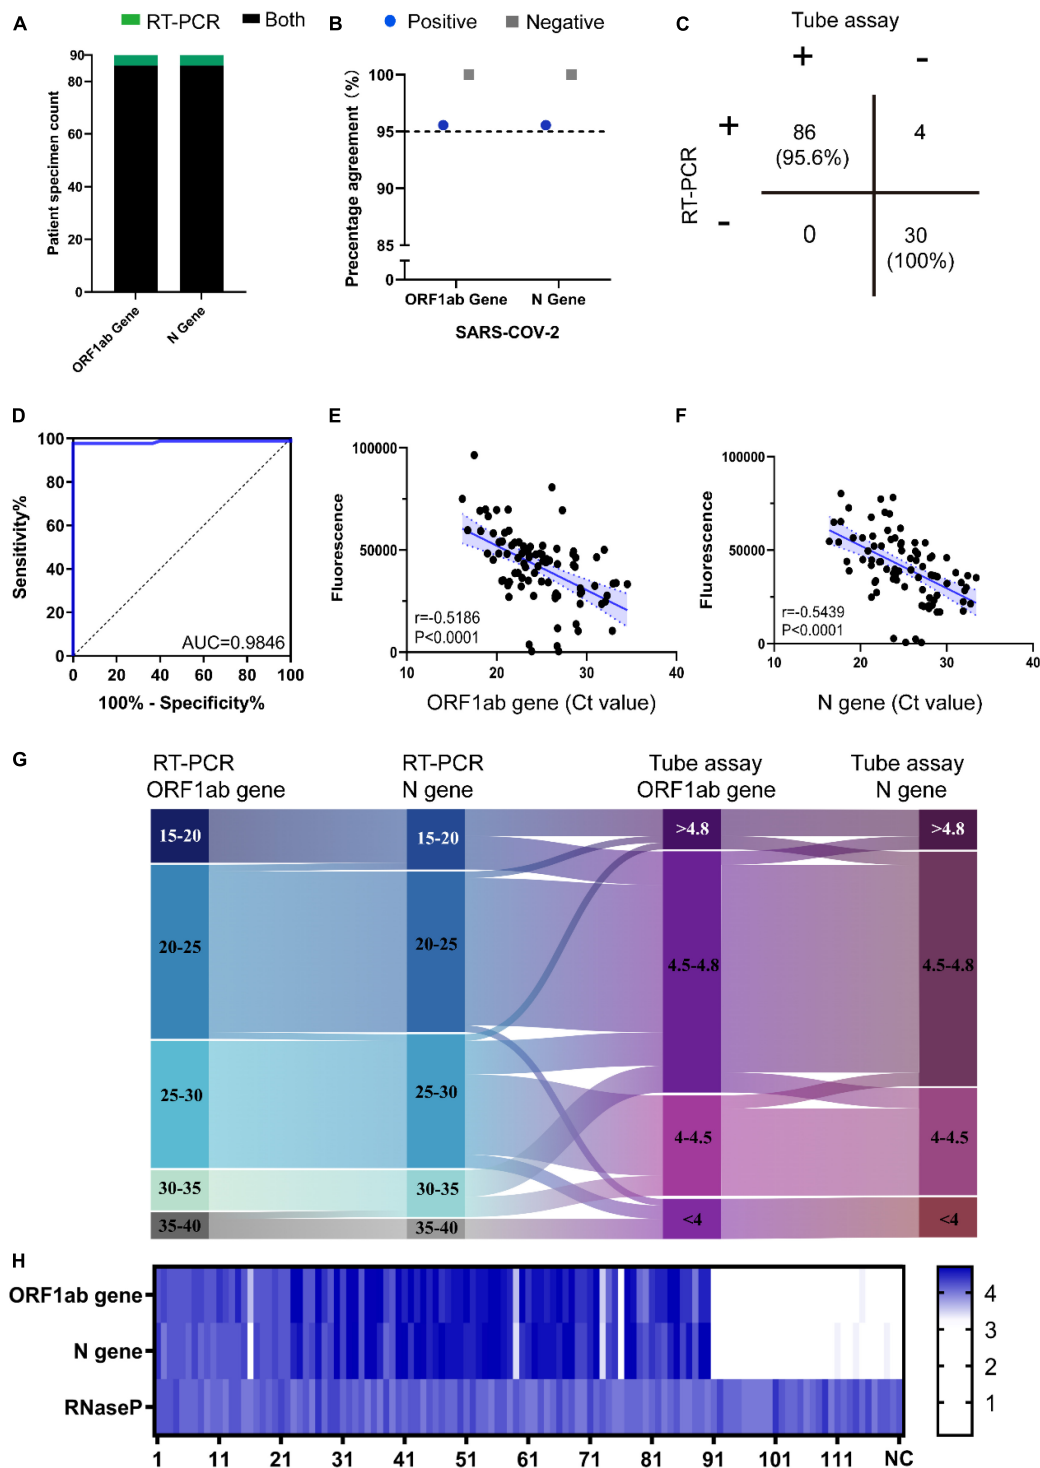 A
RT-PCR
Both
Patient specimen count
90
80
60
40
20
0
ORF1ab Gene
N Gene
B
Positive
Negative
Precentage agreement (%)
100
95
90
85
0
ORF1ab Gene
N Gene
SARS-COV-2
C
Tube assay
+ -
RT-PCR
+
86
(95.6%)
4
-
0
30
(100%)
D
Sensitivity%
100
80
60
40
20
0
0 20 40 60 80 100
AUC=0.9846
100% - Specificity%
E
Fluorescence
100000
50000
0
r=-0.5186
P<0.0001
10 20 30 40
ORF1ab gene (Ct value)
F
Fluorescence
100000
50000
0
r=-0.5439
P<0.0001
10 20 30 40
N gene (Ct value)
G
RT-PCR
ORF1ab gene
RT-PCR
N gene
Tube assay
ORF1ab gene
Tube assay
N gene
15-20
20-25
25-30
30-35
35-40
15-20
20-25
25-30
30-35
35-40
>4.8
4.5-4.8
4-4.5
<4
>4.8
4.5-4.8
4-4.5
<4
H
ORF1ab gene
N gene
RNaseP
1 11 21 31 41 51 61 71 81 91 101 111 NC
4
3
2
1